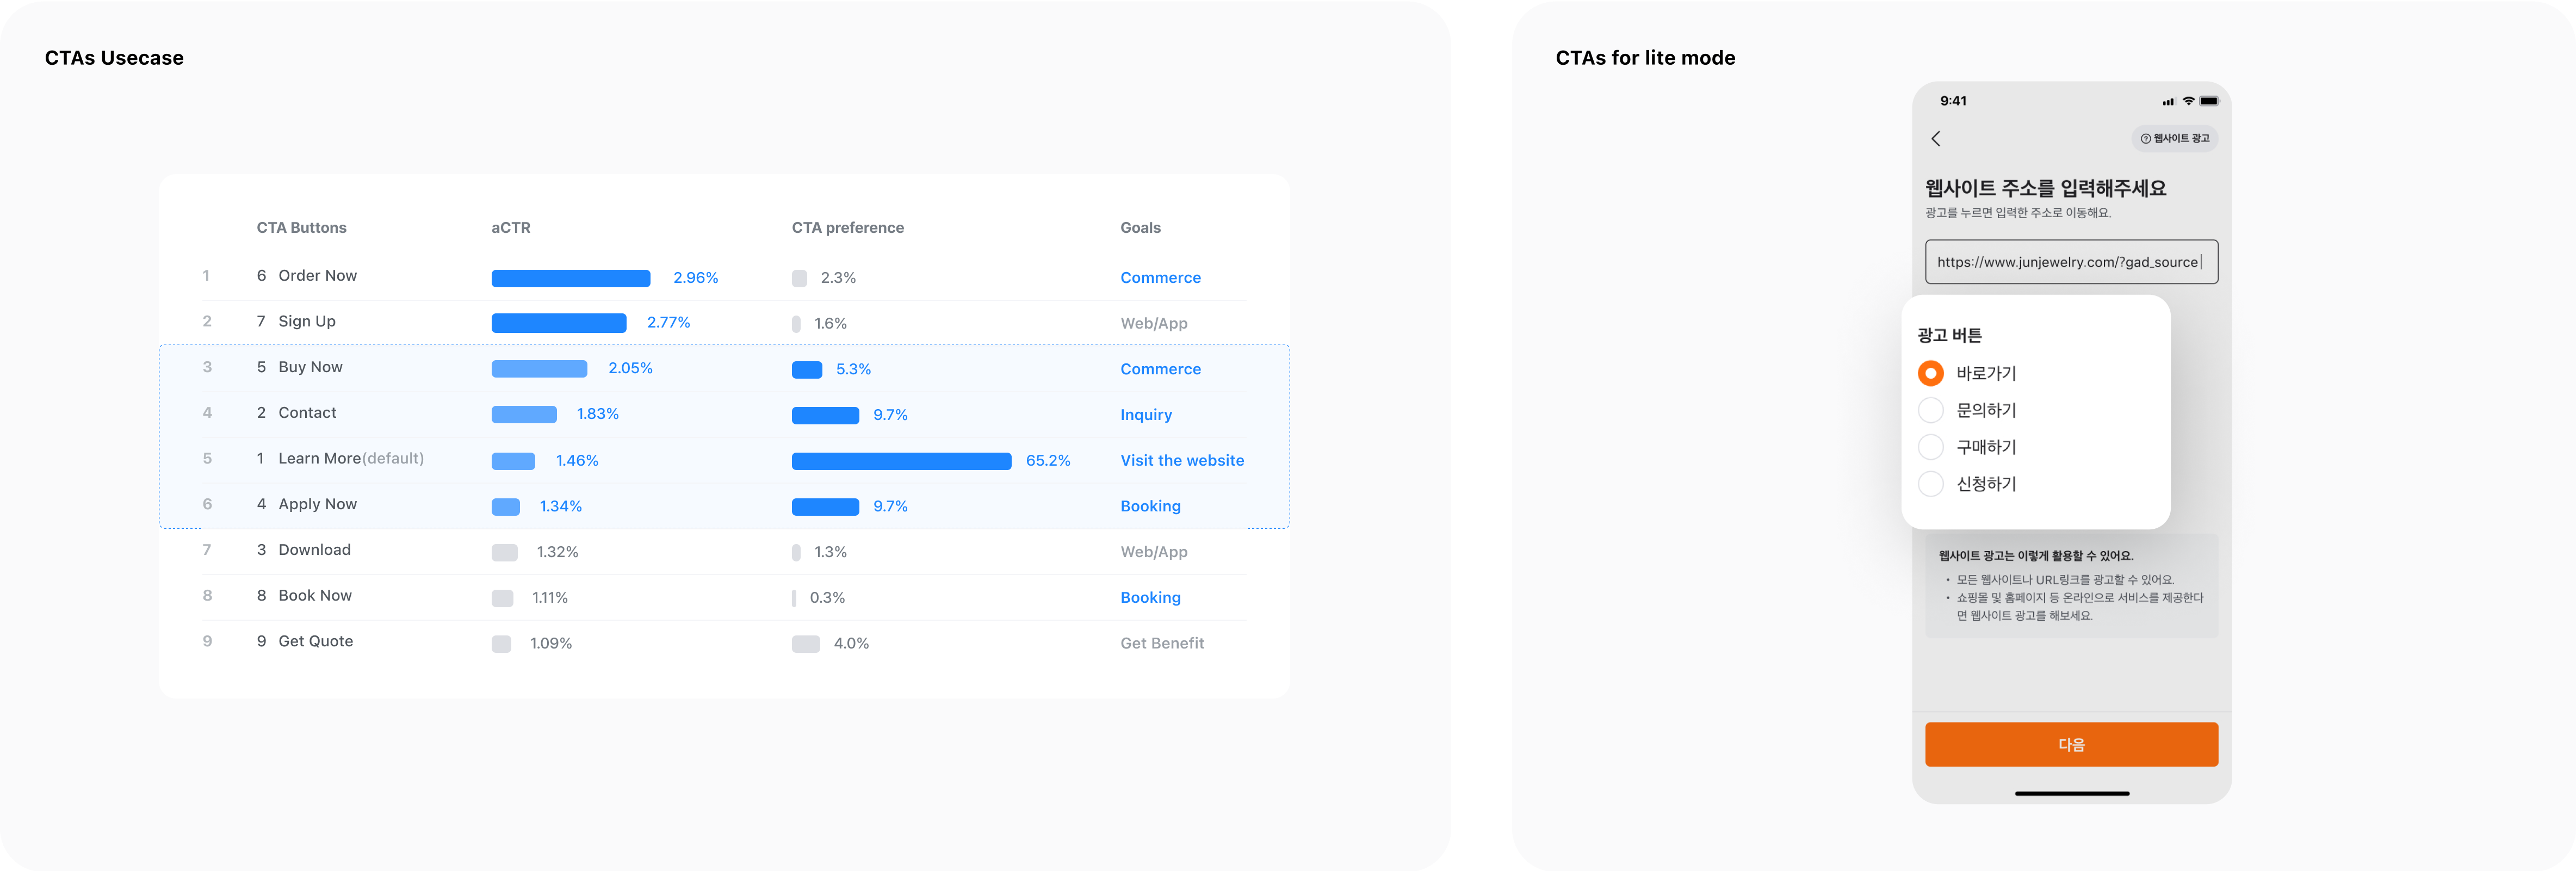 CTAs Usecase
CTA Buttons aCTR CTA preference Goals
1 6 Order Now 2.96% 2.3% Commerce
2 7 Sign Up 2.77% 1.6% Web/App
3 5 Buy Now 2.05% 5.3% Commerce
4 2 Contact 1.83% 9.7% Inquiry
5 1 Learn More(default) 1.46% 65.2% Visit the website
6 4 Apply Now 1.34% 9.7% Booking
7 3 Download 1.32% 1.3% Web/App
8 8 Book Now 1.11% 0.3% Booking
9 9 Get Quote 1.09% 4.0% Get Benefit
CTAs for lite mode
9:41
웹사이트 광고
웹사이트 주소를 입력해주세요
광고를 누르면 입력한 주소로 이동해요.
https://www.junjewelry.com/?gad_source
광고 버튼
바로가기
문의하기
구매하기
신청하기
웹사이트 광고는 이렇게 활용할 수 있어요.
• 모든 웹사이트나 URL링크를 광고할 수 있어요.
• 쇼핑몰 및 홈페이지 등 온라인으로 서비스를 제공한다
면 웹사이트 광고를 해보세요.
다음